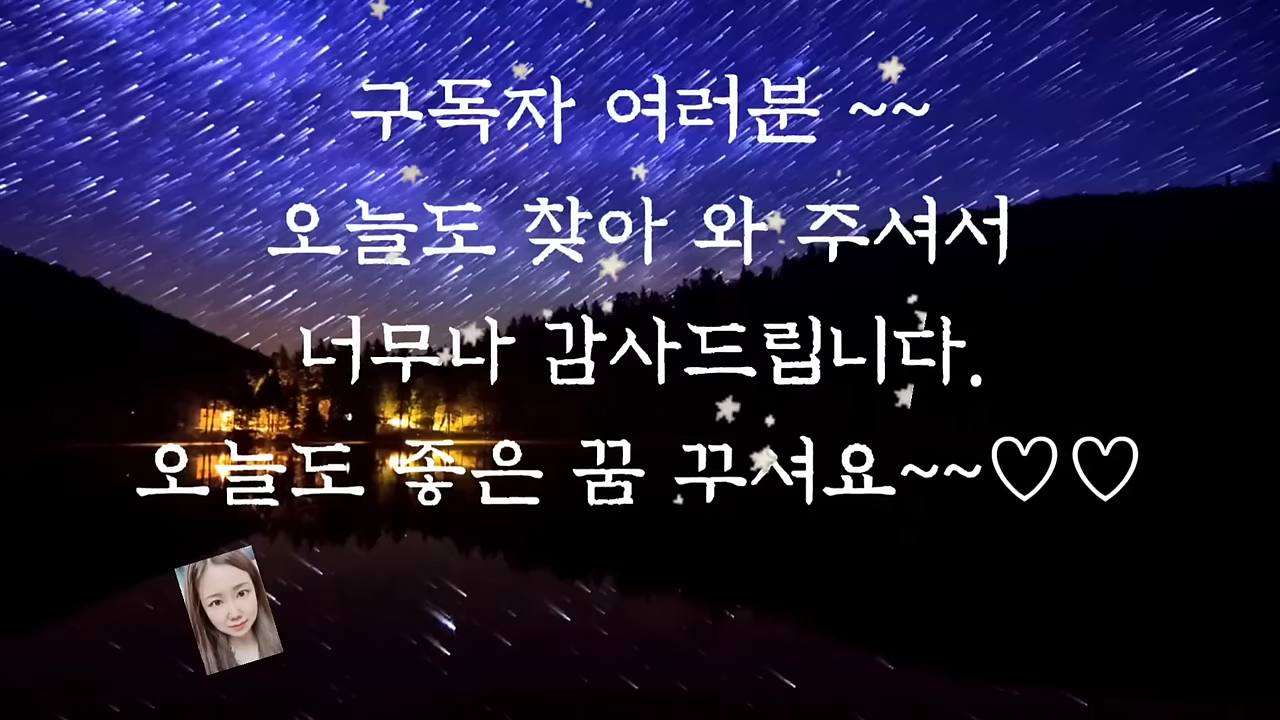 구독자 여러분 ~~
오늘도 찾아 와 주셔서
너무나 감사드립니다.
오늘도 좋은 꿈 꾸셔요~~♡♡